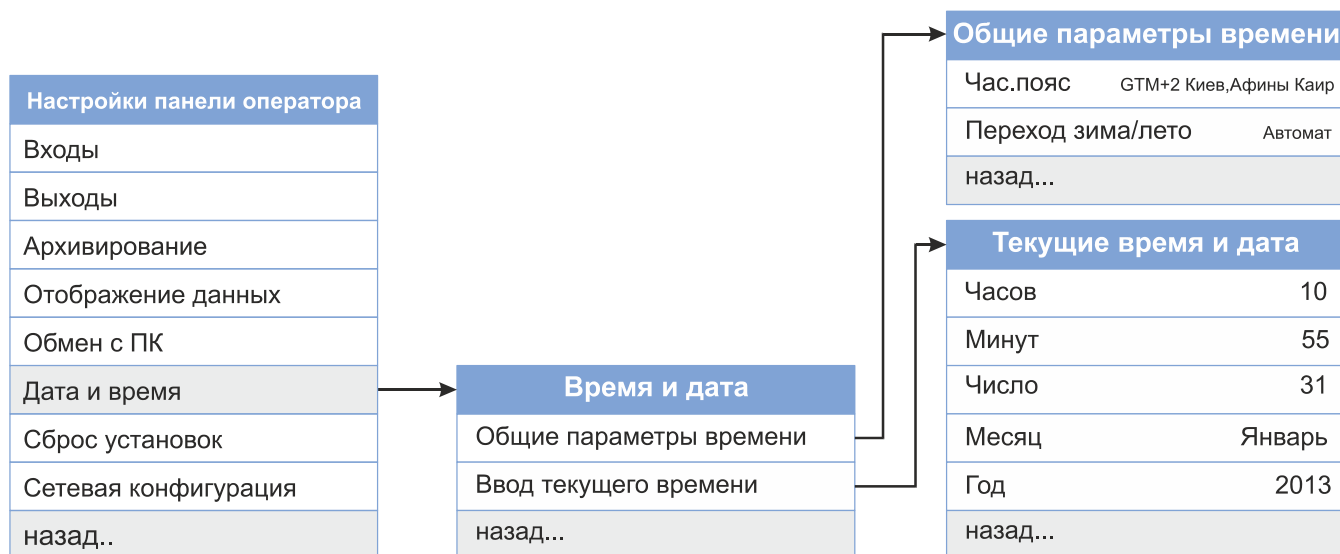 Настройки панели оператора
Входы
Выходы
Архивирование
Отображение данных
Обмен с ПК
Дата и время
Сброс установок
Сетевая конфигурация
назад..
Время и дата
Общие параметры времени
Ввод текущего времени
назад...
Общие параметры времени
Час.пояс GTM+2 Киев,Афины Каир
Переход зима/лето Автомат
назад...
Текущие время и дата
Часов 10
Минут 55
Число 31
Месяц Январь
Год 2013
назад...